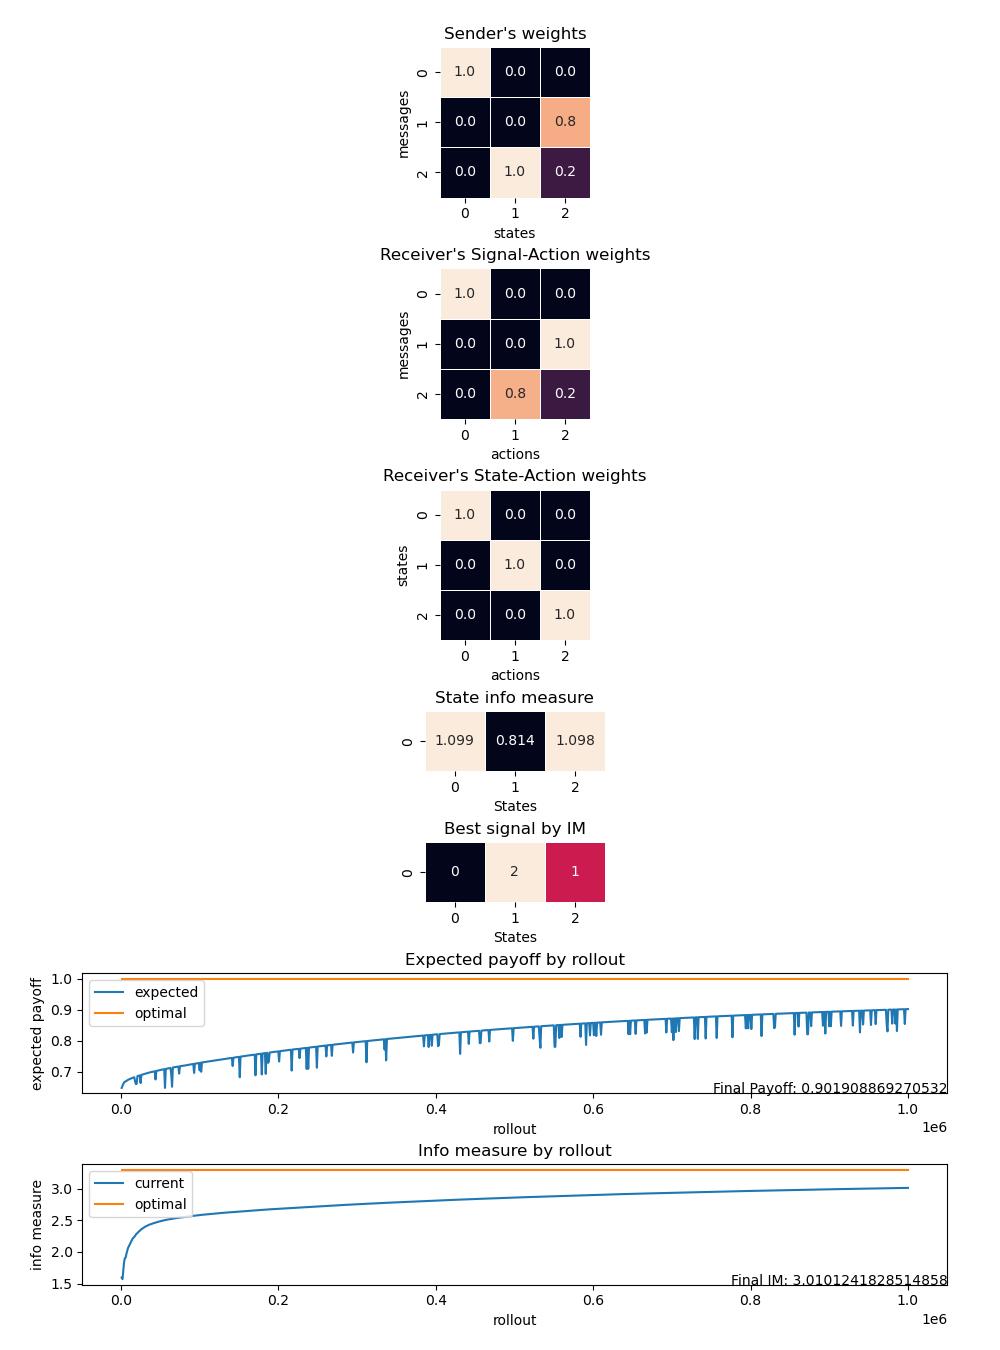 Sender's weights
0 1.0 0.0 0.0
messages
1 0.0 0.0 0.8
2 0.0 1.0 0.2
0 1 2
states
Receiver's Signal-Action weights
0 1.0 0.0 0.0
messages
1 0.0 0.0 1.0
2 0.0 0.8 0.2
0 1 2
actions
Receiver's State-Action weights
0 1.0 0.0 0.0
states
1 0.0 1.0 0.0
2 0.0 0.0 1.0
0 1 2
actions
State info measure
0 1.099 0.814 1.098
0 1 2
States
Best signal by IM
0 0 2 1
0 1 2
States
Expected payoff by rollout
expected payoff
1.0
0.9
0.8
0.7
expected
optimal
Final Payoff: 0.901908869270532
0.0 0.2 0.4 0.6 0.8 1.0
1e6
rollout
Info measure by rollout
info measure
3.0
2.5
2.0
1.5
current
optimal
Final IM: 3.0101241828514858
0.0 0.2 0.4 0.6 0.8 1.0
1e6
rollout